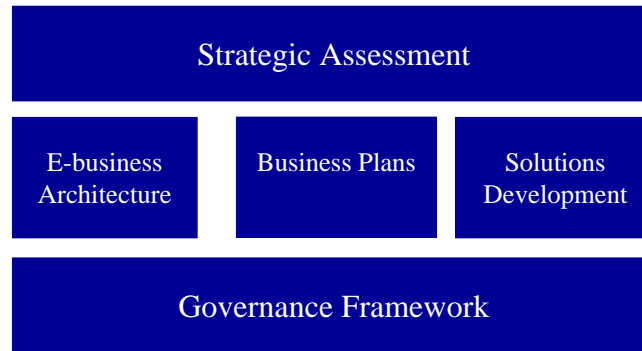 Strategic Assessment
E-business
Architecture
Business Plans
Solutions
Development
Governance Framework